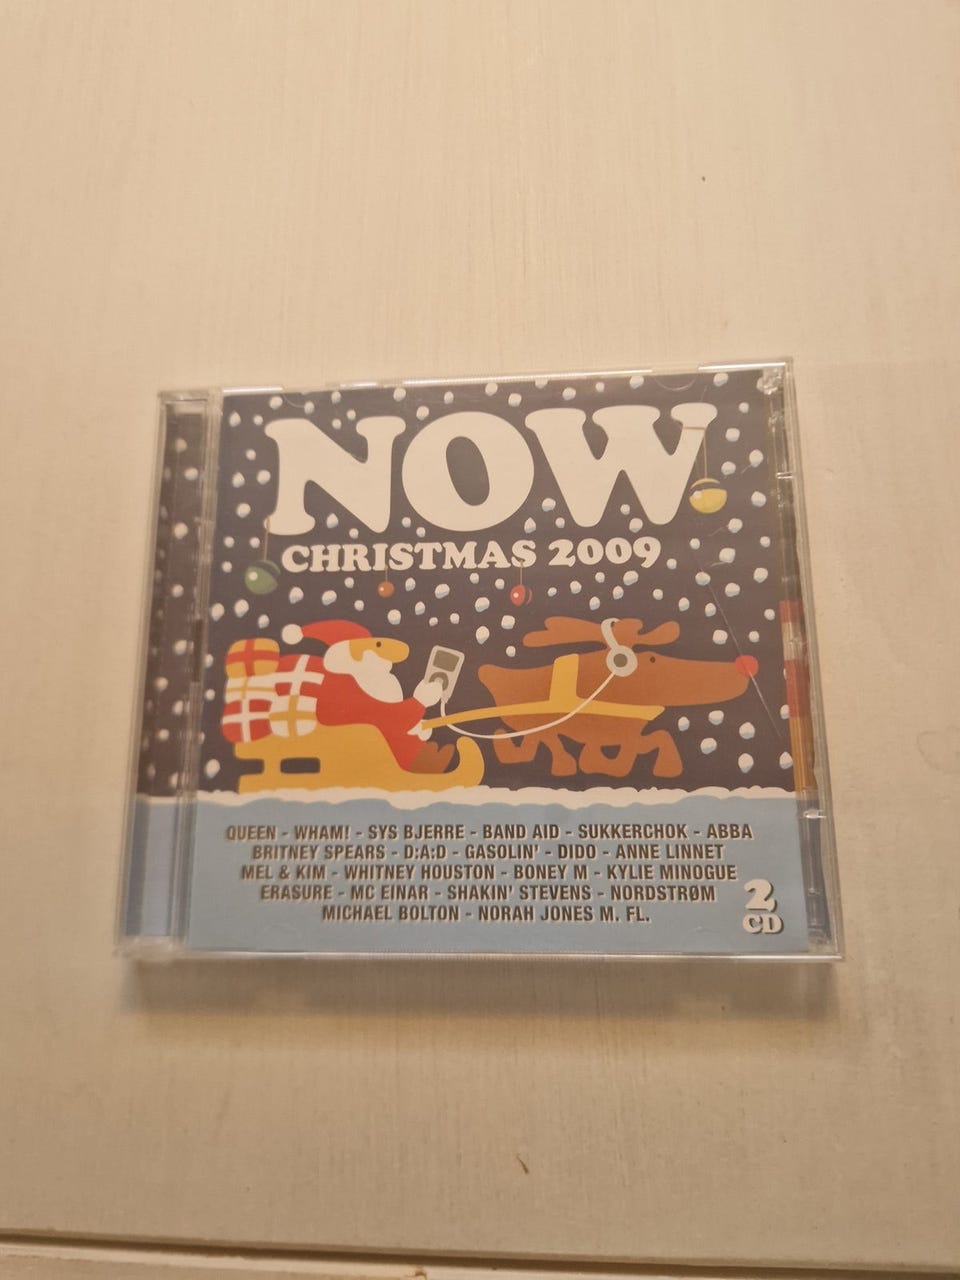 NOW
CHRISTMAS 2009
QUEEN - WHAM! - SYS BJERRE - BAND AID - SUKKERCHOK - ABBA
BRITNEY SPEARS - D:A:D - GASOLIN' - DIDO - ANNE LINNET
MEL & KIM - WHITNEY HOUSTON - BONEY M - KYLIE MINOGUE
ERASURE - MC EINAR - SHAKIN' STEVENS - NORDSTRØM
MICHAEL BOLTON - NORAH JONES M. FL.
2
CD